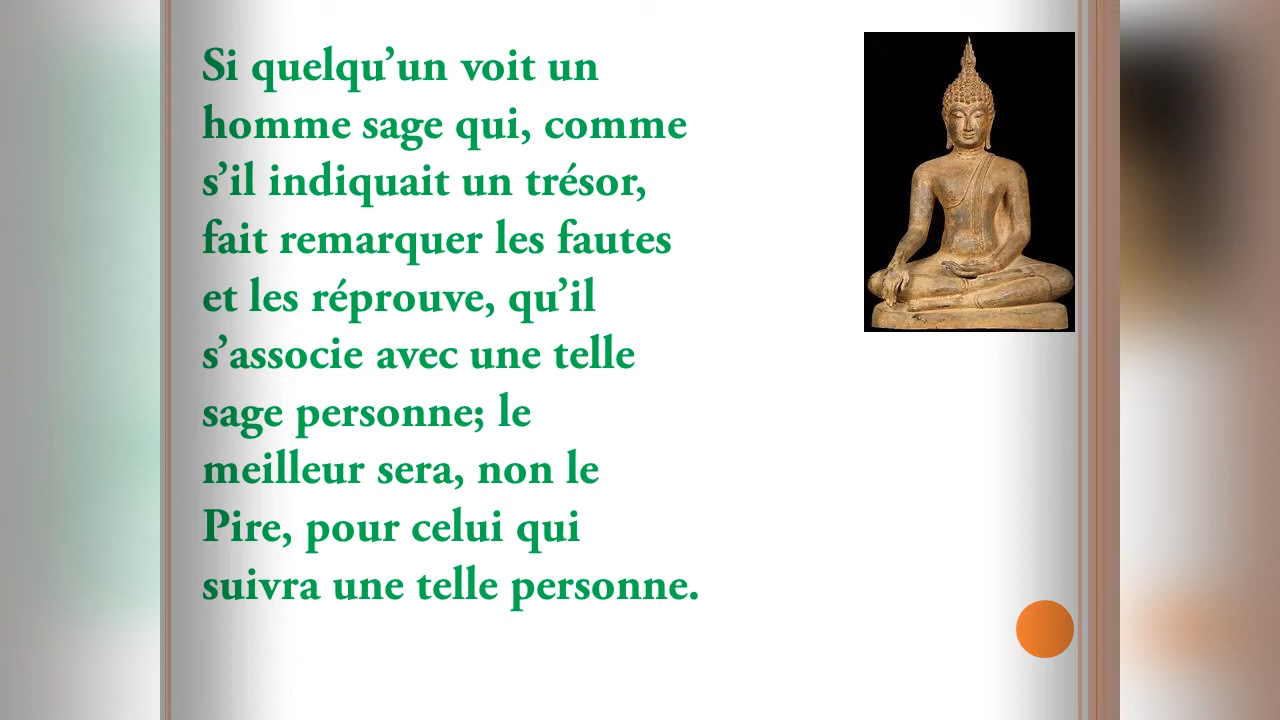 Si quelqu’un voit un
homme sage qui, comme
s’il indiquait un trésor,
fait remarquer les fautes
et les réprouve, qu’il
s’associe avec une telle
sage personne; le
meilleur sera, non le
Pire, pour celui qui
suivra une telle personne.